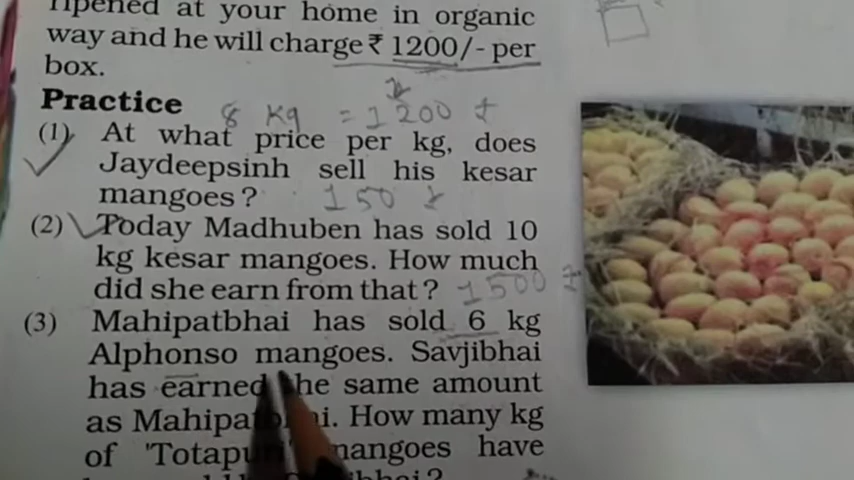 ripened at your home in organic
way and he will charge ₹ 1200/- per
box.
Practice
8 Kg = 1200 ₹
(1) At what price per kg, does
Jaydeepsinh sell his kesar
mangoes? 150 ₹
(2) Today Madhuben has sold 10
kg kesar mangoes. How much
did she earn from that? 1500 ₹
(3) Mahipatbhai has sold 6 kg
Alphonso mangoes. Savjibhai
has earned the same amount
as Mahipatbhai. How many kg
of 'Totapuri' mangoes have